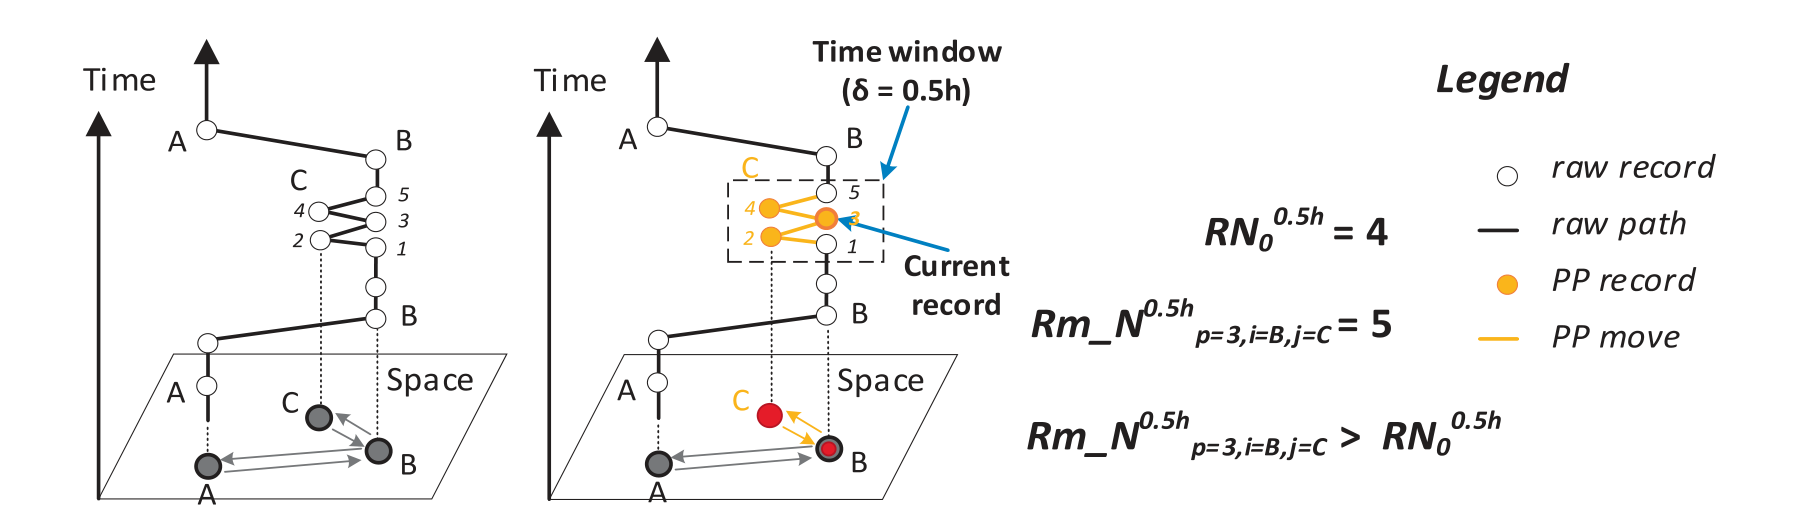 Time
A
B
C
5
4
3
2
1
B
A
Space
C
B
A
Time
Time window
(δ = 0.5h)
A
B
C
5
4
3
2
1
Current
record
B
A
Space
C
B
A
RN₀^0.5h = 4
Rm_N^0.5h p=3,i=B,j=C = 5
Rm_N^0.5h p=3,i=B,j=C > RN₀^0.5h
Legend
raw record
raw path
PP record
PP move